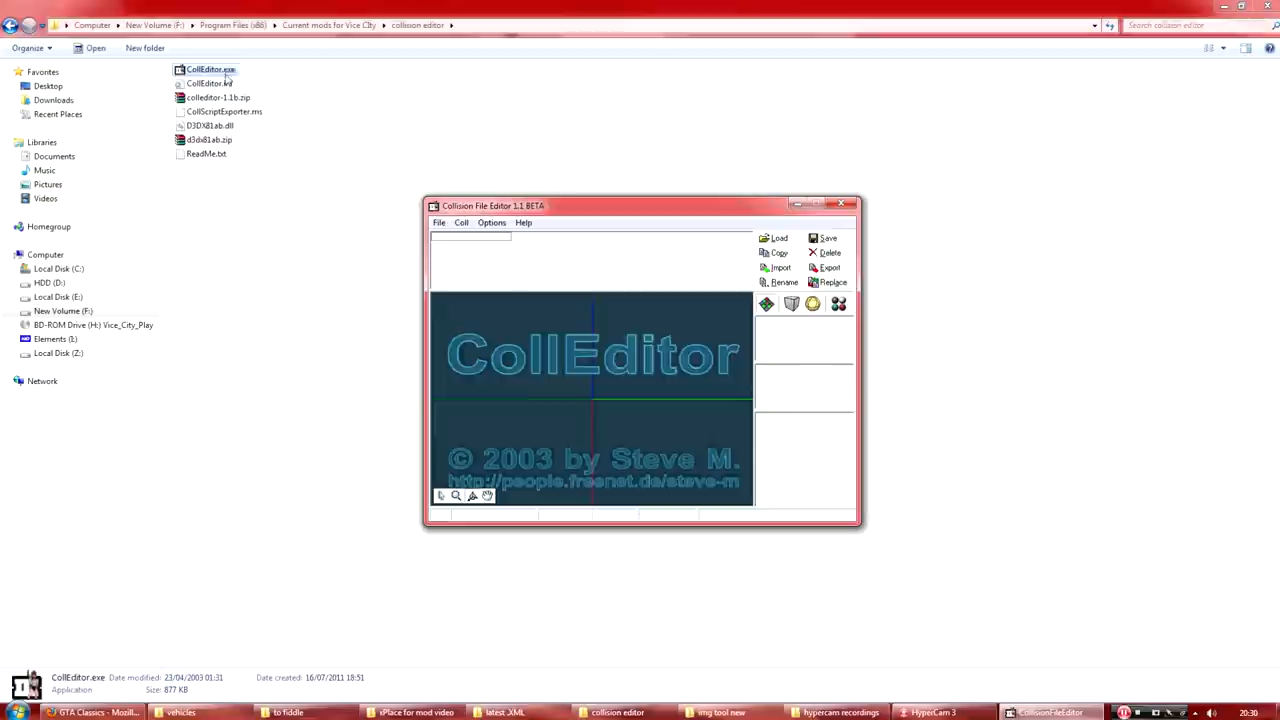 Computer ▸ New Volume (F:) ▸ Program Files (x86) ▸ Current mods for Vice City ▸ collision editor ▸
Search collision editor
Organize ▾ Open New folder
Favorites
Desktop
Downloads
Recent Places
Libraries
Documents
Music
Pictures
Videos
Homegroup
Computer
Local Disk (C:)
HDD (D:)
Local Disk (E:)
New Volume (F:)
BD-ROM Drive (H:) Vice_City_Play
Elements (I:)
Local Disk (Z:)
Network
CollEditor.exe
colleditor-1.1b.zip
CollScriptExporter.ms
D3DX81ab.dll
d3dx81ab.zip
ReadMe.txt
Collision File Editor 1.1 BETA
File Coll Options Help
Load Save
Copy Delete
Import Export
Rename Replace
CollEditor
© 2003 by Steve M.
http://people.freenet.de/steve-m
CollEditor.exe Date modified: 23/04/2003 01:31 Date created: 16/07/2011 18:51
Application Size: 877 KB
GTA Classics - Mozill... vehicles to fiddle xPlace for mod video latest .XML collision editor img tool new hypercam recordings HyperCam 3 CollisionFileEditor 20:30